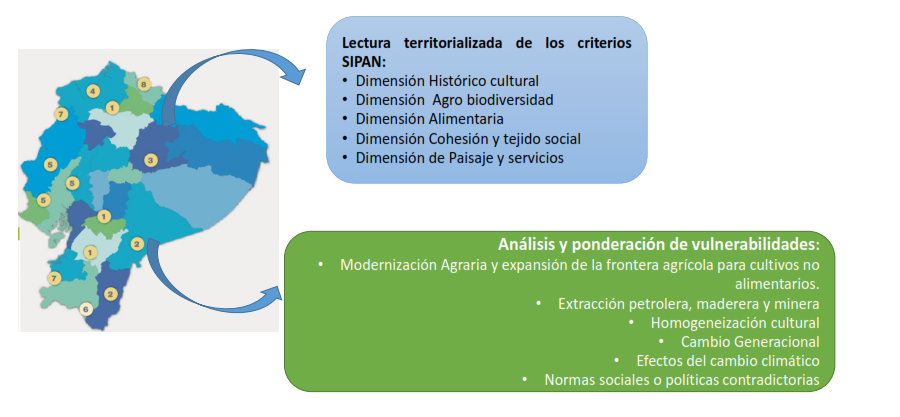 Lectura territorializada de los criterios
SIPAN:
• Dimensión Histórico cultural
• Dimensión Agro biodiversidad
• Dimensión Alimentaria
• Dimensión Cohesión y tejido social
• Dimensión de Paisaje y servicios
8
4
1
7
3
5
5
5
1
2
1
7
2
6
Análisis y ponderación de vulnerabilidades:
• Modernización Agraria y expansión de la frontera agrícola para cultivos no
alimentarios.
• Extracción petrolera, maderera y minera
• Homogeneización cultural
• Cambio Generacional
• Efectos del cambio climático
• Normas sociales o políticas contradictorias